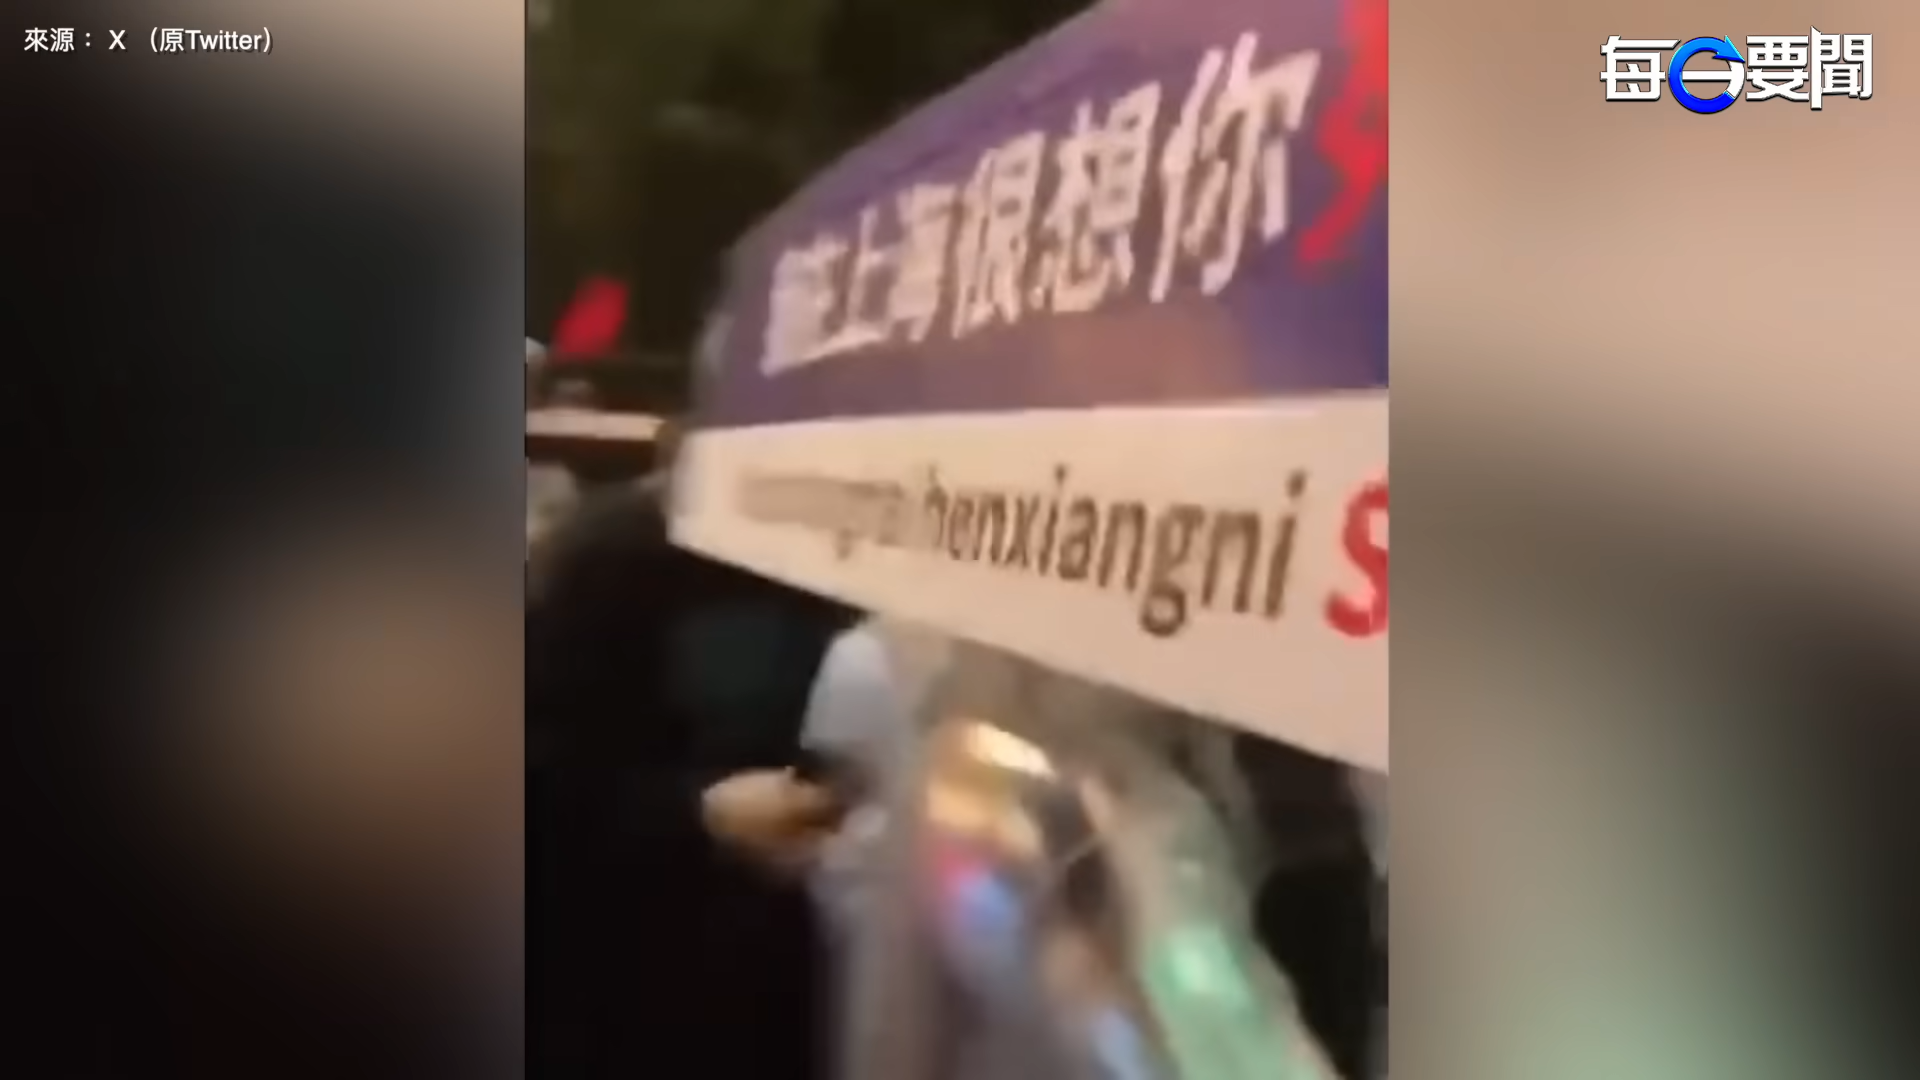 來源： X （原Twitter）
每日要聞
上海很想你
henxiangni S